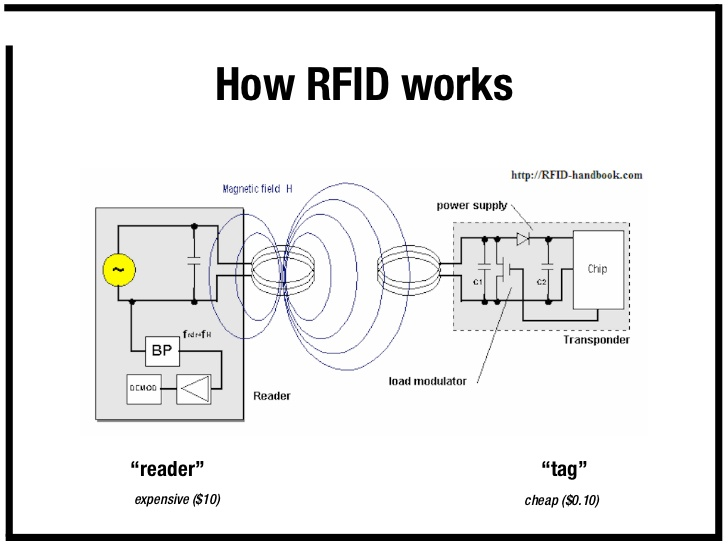 How RFID works
http://RFID-handbook.com
Magnetic field H
power supply
~
C1
C2
Chip
BP
DEMOD
Transponder
load modulator
Reader
“reader”
“tag”
expensive ($10)
cheap ($0.10)